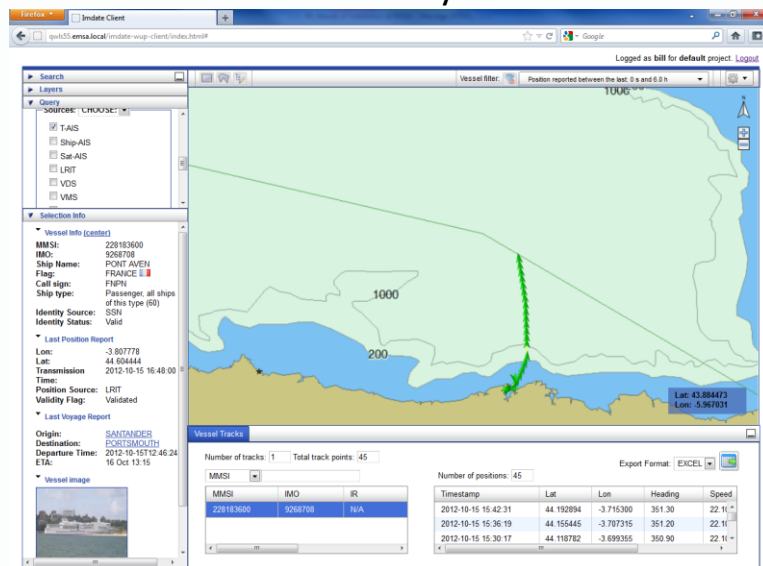 Firefox
Imdate Client
qwls55.emsa.local/imdate-wup-client/index.html#
Google
Logged as bill for default project. Logout
Search
Layers
Query
Sources: CHOOSE:
T-AIS
Ship-AIS
Sat-AIS
LRIT
VDS
VMS
Selection Info
Vessel Info (center)
MMSI: 228183600
IMO: 9268708
Ship Name: PONT AVEN
Flag: FRANCE
Call sign: FNPN
Ship type: Passenger, all ships
of this type (60)
Identity Source: SSN
Identity Status: Valid
Last Position Report
Lon: -3.807778
Lat: 44.604444
Transmission 2012-10-15 16:48:00
Time:
Position Source: LRIT
Validity Flag: Validated
Last Voyage Report
Origin: SANTANDER
Destination: PORTSMOUTH
Departure Time: 2012-10-15T12:46:24
ETA: 16 Oct 13:15
Vessel image
Vessel filter: Position reported between the last: 0 s and 6.0 h
1000
200
Lat: 43.884473
Lon: -5.967031
Vessel Tracks
Number of tracks: 1 Total track points: 45
MMSI
MMSI IMO IR
228183600 9268708 N/A
Export Format: EXCEL
Number of positions: 45
Timestamp Lat Lon Heading Speed
2012-10-15 15:42:31 44.192894 -3.715300 351.30
2012-10-15 15:36:19 44.155445 -3.707315 351.20
2012-10-15 15:30:17 44.118782 -3.699355 350.90